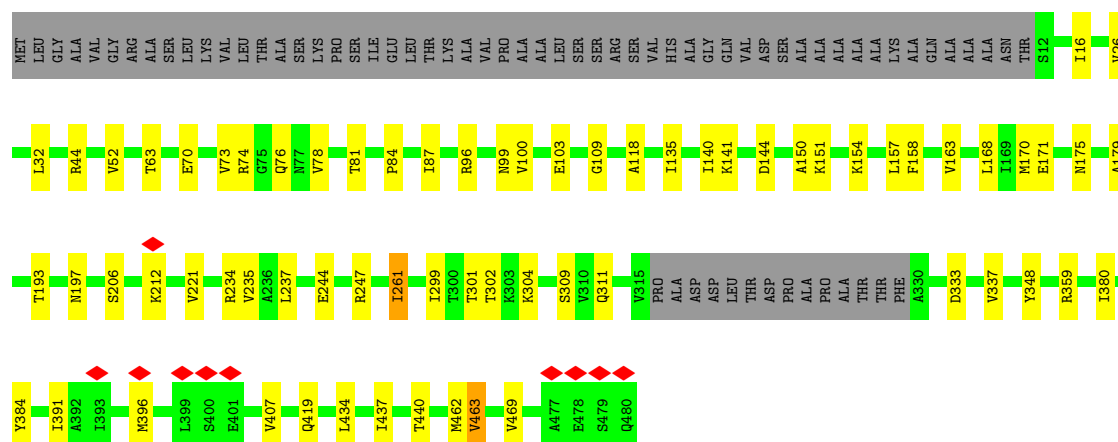 MET LEU GLY ALA VAL GLY ARG ALA SER LEU LYS VAL LEU THR ALA SER LYS PRO SER ILE GLU LEU THR LYS ALA VAL PRO ALA ALA LEU SER SER ARG SER VAL HIS ALA GLY GLN VAL ASP SER ALA ALA ALA ALA ALA LYS ALA GLN ALA ALA ALA ASN THR S12 I16 V26
L32 R44 V52 T63 E70 V73 R74 G75 Q76 N77 V78 T81 P84 I87 R96 N99 V100 E103 G109 A118 I135 I140 K141 D144 A150 K151 K154 L157 F158 V163 L168 I169 M170 E171 N175 A179
T193 N197 S206 K212 V221 R234 V235 A236 L237 E244 R247 I261 I299 T300 T301 T302 K303 K304 S309 V310 Q311 V315 PRO ALA ASP ASP LEU THR ASP PRO ALA PRO ALA THR THR PHE A330 D333 V337 Y348 R359 I380
Y384 I391 A392 I393 M396 L399 S400 E401 V407 Q419 L434 I437 T440 M462 V463 V469 A477 E478 S479 Q480